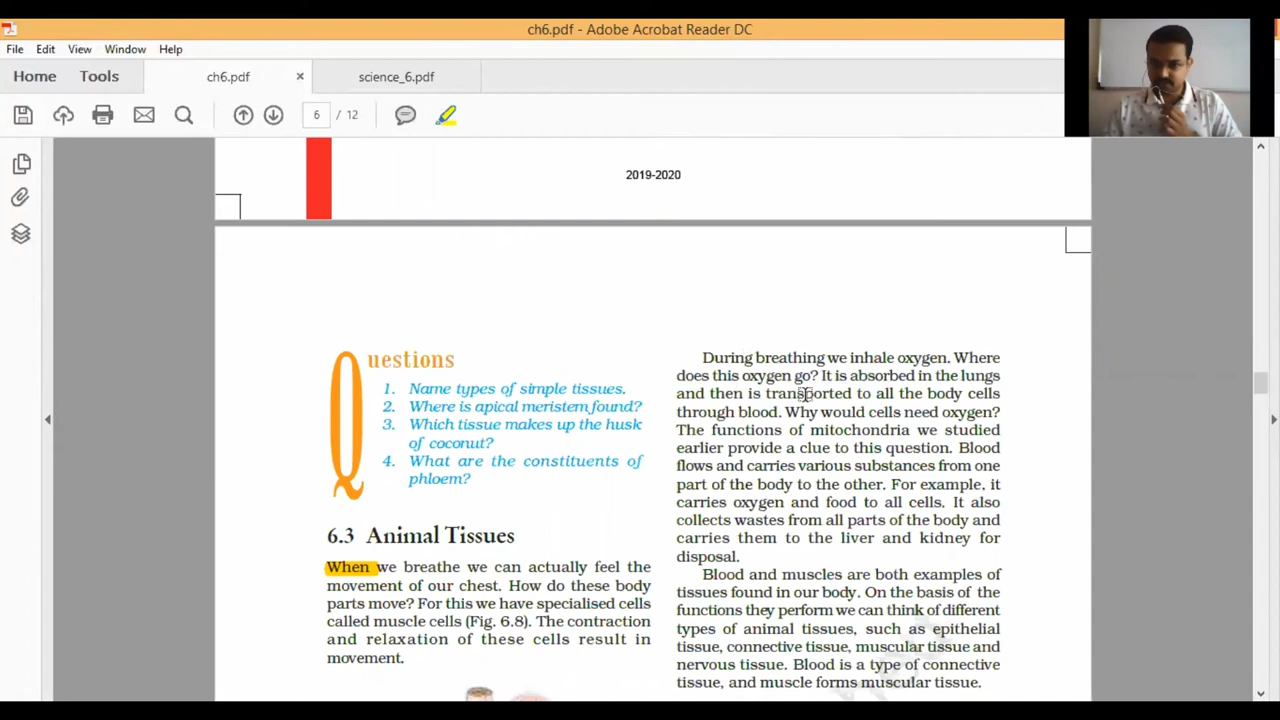 ch6.pdf - Adobe Acrobat Reader DC
File Edit View Window Help
Home Tools ch6.pdf × science_6.pdf
6 / 12
2019-2020
Questions
1. Name types of simple tissues.
2. Where is apical meristem found?
3. Which tissue makes up the husk
of coconut?
4. What are the constituents of
phloem?
6.3 Animal Tissues
When we breathe we can actually feel the
movement of our chest. How do these body
parts move? For this we have specialised cells
called muscle cells (Fig. 6.8). The contraction
and relaxation of these cells result in
movement.
During breathing we inhale oxygen. Where
does this oxygen go? It is absorbed in the lungs
and then is transported to all the body cells
through blood. Why would cells need oxygen?
The functions of mitochondria we studied
earlier provide a clue to this question. Blood
flows and carries various substances from one
part of the body to the other. For example, it
carries oxygen and food to all cells. It also
collects wastes from all parts of the body and
carries them to the liver and kidney for
disposal.
Blood and muscles are both examples of
tissues found in our body. On the basis of the
functions they perform we can think of different
types of animal tissues, such as epithelial
tissue, connective tissue, muscular tissue and
nervous tissue. Blood is a type of connective
tissue, and muscle forms muscular tissue.